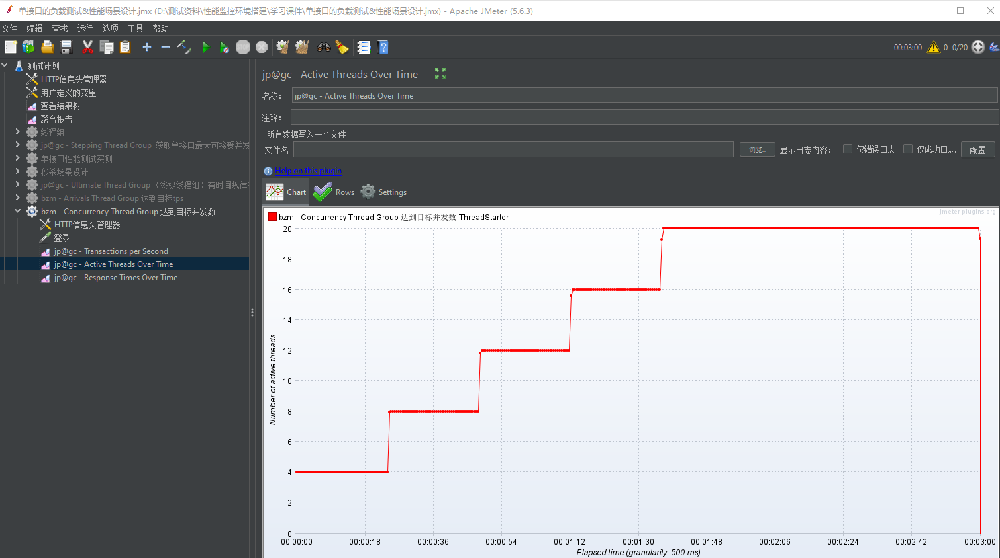 单接口的负载测试&性能场景设计.jmx (D:\测试资料\性能监控环境搭建\学习课件\单接口的负载测试&性能场景设计.jmx) - Apache JMeter (5.6.3)
文件 编辑 查找 运行 选项 工具 帮助
00:03:00 0 0/20
测试计划
HTTP信息头管理器
用户定义的变量
查看结果树
聚合报告
线程组
jp@gc - Stepping Thread Group 获取单接口最大可接受并发
单接口性能测试实测
秒杀场景设计
jp@gc - Ultimate Thread Group（终极线程组）有时间规律的
bzm - Arrivals Thread Group 达到目标tps
bzm - Concurrency Thread Group 达到目标并发数
HTTP信息头管理器
登录
jp@gc - Transactions per Second
jp@gc - Active Threads Over Time
jp@gc - Response Times Over Time
jp@gc - Active Threads Over Time
名称： jp@gc - Active Threads Over Time
注释：
所有数据写入一个文件
文件名 浏览... 显示日志内容： 仅错误日志 仅成功日志 配置
Help on this plugin
Chart Rows Settings
jmeter-plugins.org
bzm - Concurrency Thread Group 达到目标并发数-ThreadStarter
20
18
16
14
12
10
8
6
4
2
0
Number of active threads
00:00:00 00:00:18 00:00:36 00:00:54 00:01:12 00:01:30 00:01:48 00:02:06 00:02:24 00:02:42 00:03:00
Elapsed time (granularity: 500 ms)